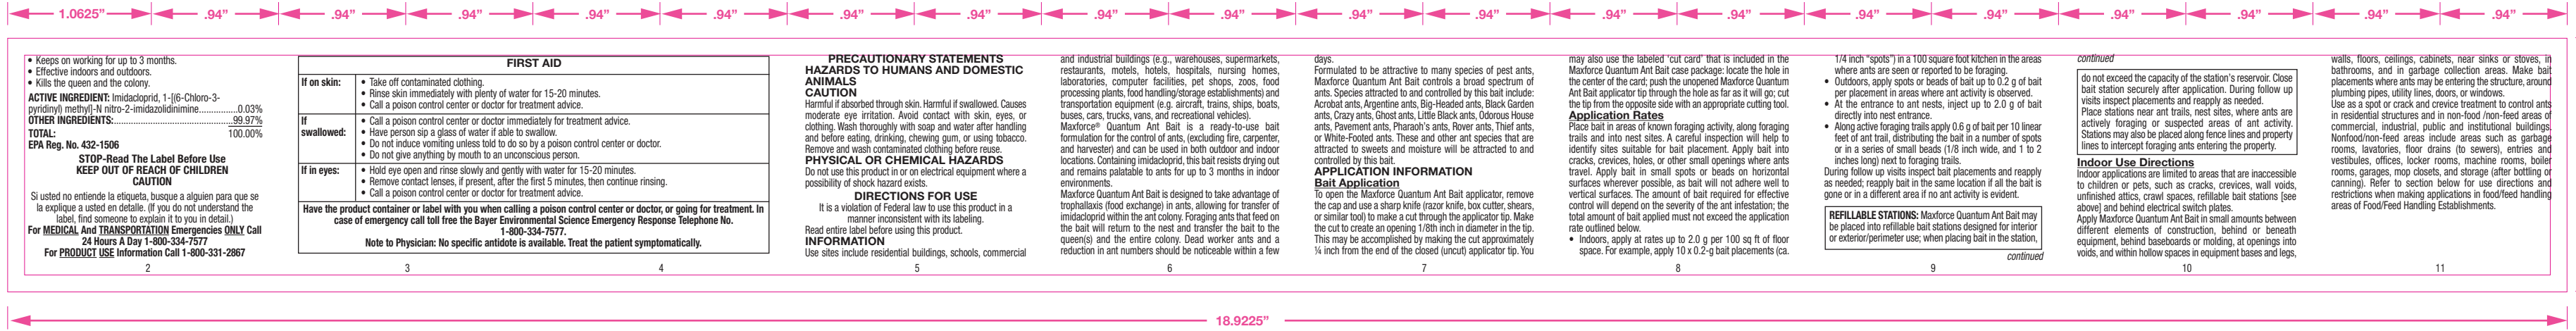 1.0625" .94" .94" .94" .94" .94" .94" .94" .94" .94" .94" .94" .94" .94" .94" .94" .94" .94" .94" .94"
• Keeps on working for up to 3 months.
• Effective indoors and outdoors.
• Kills the queen and the colony.
ACTIVE INGREDIENT: Imidacloprid, 1-[(6-Chloro-3-
pyridinyl) methyl]-N nitro-2-imidazolidinimine...............0.03%
OTHER INGREDIENTS:..............................................99.97%
TOTAL: 100.00%
EPA Reg. No. 432-1506
STOP-Read The Label Before Use
KEEP OUT OF REACH OF CHILDREN
CAUTION
Si usted no entiende la etiqueta, busque a alguien para que se
la explique a usted en detalle. (If you do not understand the
label, find someone to explain it to you in detail.)
For MEDICAL And TRANSPORTATION Emergencies ONLY Call
24 Hours A Day 1-800-334-7577
For PRODUCT USE Information Call 1-800-331-2867
2
FIRST AID
If on skin:
• Take off contaminated clothing.
• Rinse skin immediately with plenty of water for 15-20 minutes.
• Call a poison control center or doctor for treatment advice.
If
swallowed:
• Call a poison control center or doctor immediately for treatment advice.
• Have person sip a glass of water if able to swallow.
• Do not induce vomiting unless told to do so by a poison control center or doctor.
• Do not give anything by mouth to an unconscious person.
If in eyes:
• Hold eye open and rinse slowly and gently with water for 15-20 minutes.
• Remove contact lenses, if present, after the first 5 minutes, then continue rinsing.
• Call a poison control center or doctor for treatment advice.
Have the product container or label with you when calling a poison control center or doctor, or going for treatment. In
case of emergency call toll free the Bayer Environmental Science Emergency Response Telephone No.
1-800-334-7577.
Note to Physician: No specific antidote is available. Treat the patient symptomatically.
3 4
PRECAUTIONARY STATEMENTS
HAZARDS TO HUMANS AND DOMESTIC
ANIMALS
CAUTION
Harmful if absorbed through skin. Harmful if swallowed. Causes
moderate eye irritation. Avoid contact with skin, eyes, or
clothing. Wash thoroughly with soap and water after handling
and before eating, drinking, chewing gum, or using tobacco.
Remove and wash contaminated clothing before reuse.
PHYSICAL OR CHEMICAL HAZARDS
Do not use this product in or on electrical equipment where a
possibility of shock hazard exists.
DIRECTIONS FOR USE
It is a violation of Federal law to use this product in a
manner inconsistent with its labeling.
Read entire label before using this product.
INFORMATION
Use sites include residential buildings, schools, commercial
5
and industrial buildings (e.g., warehouses, supermarkets,
restaurants, motels, hotels, hospitals, nursing homes,
laboratories, computer facilities, pet shops, zoos, food
processing plants, food handling/storage establishments) and
transportation equipment (e.g. aircraft, trains, ships, boats,
buses, cars, trucks, vans, and recreational vehicles).
Maxforce® Quantum Ant Bait is a ready-to-use bait
formulation for the control of ants, (excluding fire, carpenter,
and harvester) and can be used in both outdoor and indoor
locations. Containing imidacloprid, this bait resists drying out
and remains palatable to ants for up to 3 months in indoor
environments.
Maxforce Quantum Ant Bait is designed to take advantage of
trophallaxis (food exchange) in ants, allowing for transfer of
imidacloprid within the ant colony. Foraging ants that feed on
the bait will return to the nest and transfer the bait to the
queen(s) and the entire colony. Dead worker ants and a
reduction in ant numbers should be noticeable within a few
6
days.
Formulated to be attractive to many species of pest ants,
Maxforce Quantum Ant Bait controls a broad spectrum of
ants. Species attracted to and controlled by this bait include:
Acrobat ants, Argentine ants, Big-Headed ants, Black Garden
ants, Crazy ants, Ghost ants, Little Black ants, Odorous House
ants, Pavement ants, Pharaoh's ants, Rover ants, Thief ants,
or White-Footed ants. These and other ant species that are
attracted to sweets and moisture will be attracted to and
controlled by this bait.
APPLICATION INFORMATION
Bait Application
To open the Maxforce Quantum Ant Bait applicator, remove
the cap and use a sharp knife (razor knife, box cutter, shears,
or similar tool) to make a cut through the applicator tip. Make
the cut to create an opening 1/8th inch in diameter in the tip.
This may be accomplished by making the cut approximately
¼ inch from the end of the closed (uncut) applicator tip. You
7
may also use the labeled 'cut card' that is included in the
Maxforce Quantum Ant Bait case package: locate the hole in
the center of the card; push the unopened Maxforce Quantum
Ant Bait applicator tip through the hole as far as it will go; cut
the tip from the opposite side with an appropriate cutting tool.
Application Rates
Place bait in areas of known foraging activity, along foraging
trails and into nest sites. A careful inspection will help to
identify sites suitable for bait placement. Apply bait into
cracks, crevices, holes, or other small openings where ants
travel. Apply bait in small spots or beads on horizontal
surfaces wherever possible, as bait will not adhere well to
vertical surfaces. The amount of bait required for effective
control will depend on the severity of the ant infestation; the
total amount of bait applied must not exceed the application
rate outlined below.
• Indoors, apply at rates up to 2.0 g per 100 sq ft of floor
space. For example, apply 10 x 0.2-g bait placements (ca.
8
1/4 inch "spots") in a 100 square foot kitchen in the areas
where ants are seen or reported to be foraging.
• Outdoors, apply spots or beads of bait up to 0.2 g of bait
per placement in areas where ant activity is observed.
• At the entrance to ant nests, inject up to 2.0 g of bait
directly into nest entrance.
• Along active foraging trails apply 0.6 g of bait per 10 linear
feet of ant trail, distributing the bait in a number of spots
or in a series of small beads (1/8 inch wide, and 1 to 2
inches long) next to foraging trails.
During follow up visits inspect bait placements and reapply
as needed; reapply bait in the same location if all the bait is
gone or in a different area if no ant activity is evident.
REFILLABLE STATIONS: Maxforce Quantum Ant Bait may
be placed into refillable bait stations designed for interior
or exterior/perimeter use; when placing bait in the station,
continued
9
continued
do not exceed the capacity of the station's reservoir. Close
bait station securely after application. During follow up
visits inspect placements and reapply as needed.
Place stations near ant trails, nest sites, where ants are
actively foraging or suspected areas of ant activity.
Stations may also be placed along fence lines and property
lines to intercept foraging ants entering the property.
Indoor Use Directions
Indoor applications are limited to areas that are inaccessible
to children or pets, such as cracks, crevices, wall voids,
unfinished attics, crawl spaces, refillable bait stations [see
above] and behind electrical switch plates.
Apply Maxforce Quantum Ant Bait in small amounts between
different elements of construction, behind or beneath
equipment, behind baseboards or molding, at openings into
voids, and within hollow spaces in equipment bases and legs,
10
walls, floors, ceilings, cabinets, near sinks or stoves, in
bathrooms, and in garbage collection areas. Make bait
placements where ants may be entering the structure, around
plumbing pipes, utility lines, doors, or windows.
Use as a spot or crack and crevice treatment to control ants
in residential structures and in non-food /non-feed areas of
commercial, industrial, public and institutional buildings.
Nonfood/non-feed areas include areas such as garbage
rooms, lavatories, floor drains (to sewers), entries and
vestibules, offices, locker rooms, machine rooms, boiler
rooms, garages, mop closets, and storage (after bottling or
canning). Refer to section below for use directions and
restrictions when making applications in food/feed handling
areas of Food/Feed Handling Establishments.
11
18.9225"